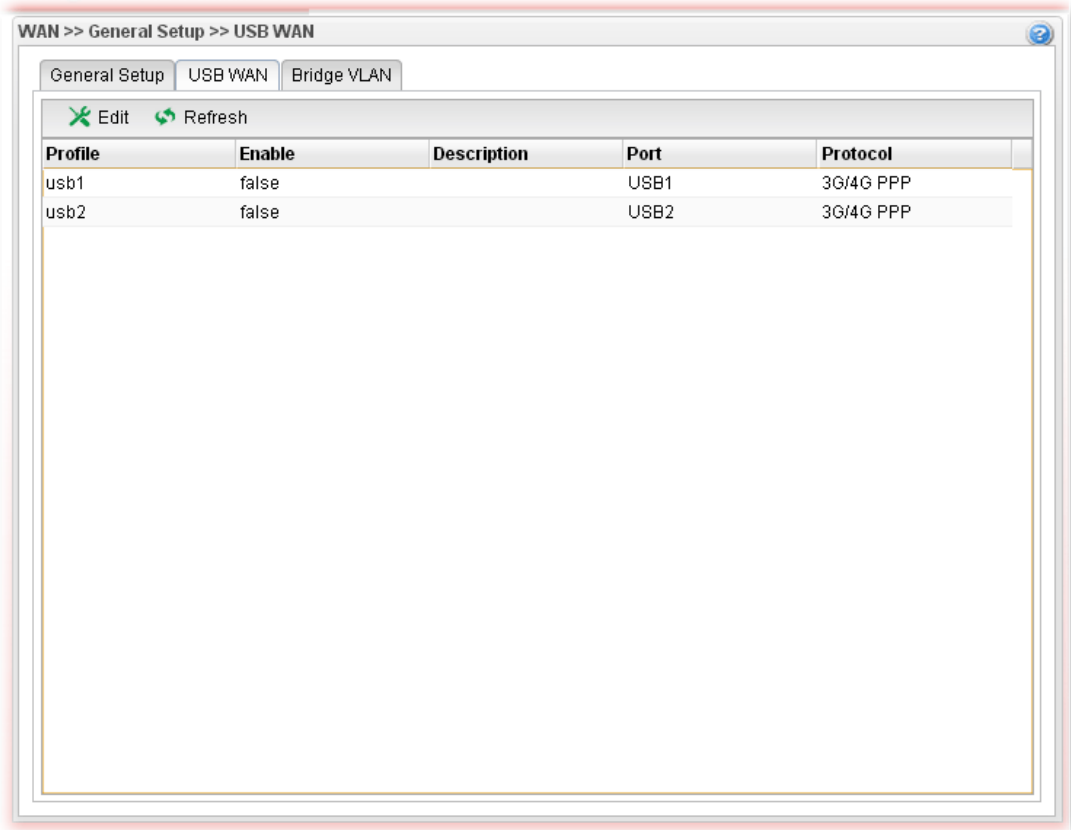 WAN >> General Setup >> USB WAN
General Setup USB WAN Bridge VLAN
Edit Refresh
Profile Enable Description Port Protocol
usb1 false USB1 3G/4G PPP
usb2 false USB2 3G/4G PPP